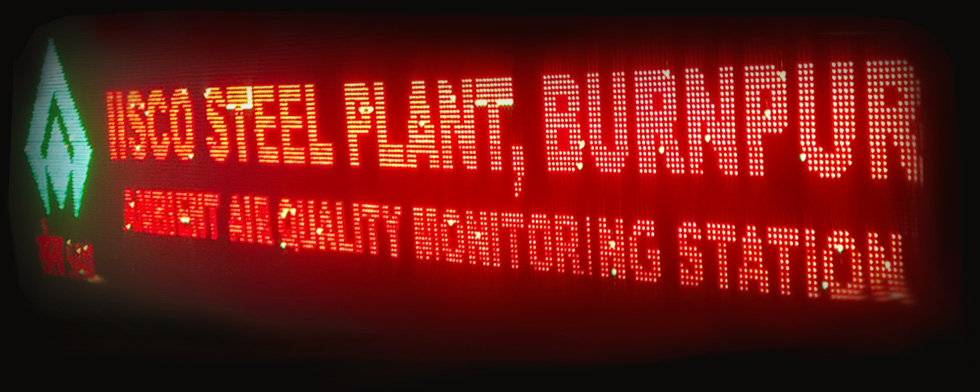 IISCO STEEL PLANT, BURNPUR
AMBIENT AIR QUALITY MONITORING STATION